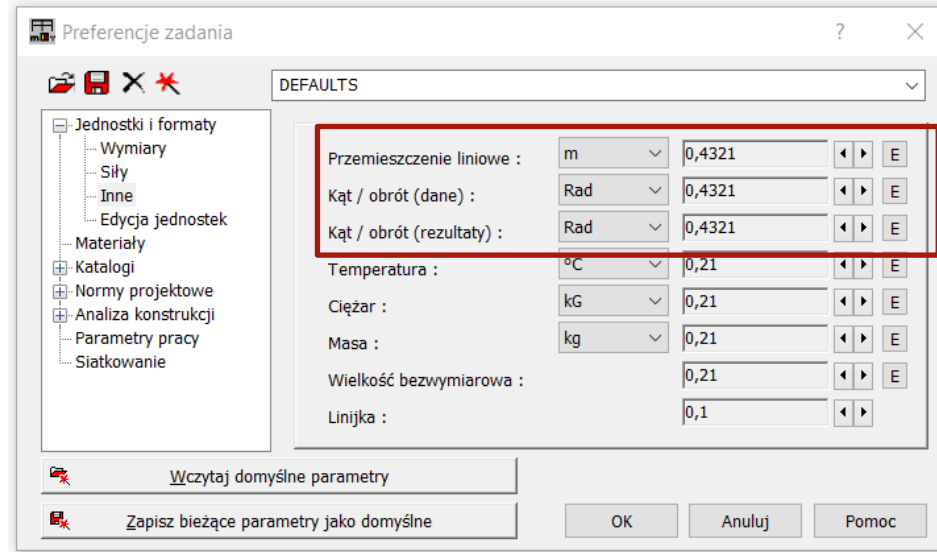 Preferencje zadania
?
DEFAULTS
Jednostki i formaty
Wymiary
Siły
Inne
Edycja jednostek
Materiały
Katalogi
Normy projektowe
Analiza konstrukcji
Parametry pracy
Siatkowanie
Przemieszczenie liniowe : m 0,4321 E
Kąt / obrót (dane) : Rad 0,4321 E
Kąt / obrót (rezultaty) : Rad 0,4321 E
Temperatura : °C 0,21 E
Ciężar : kG 0,21 E
Masa : kg 0,21 E
Wielkość bezwymiarowa : 0,21 E
Linijka : 0,1
Wczytaj domyślne parametry
Zapisz bieżące parametry jako domyślne
OK Anuluj Pomoc